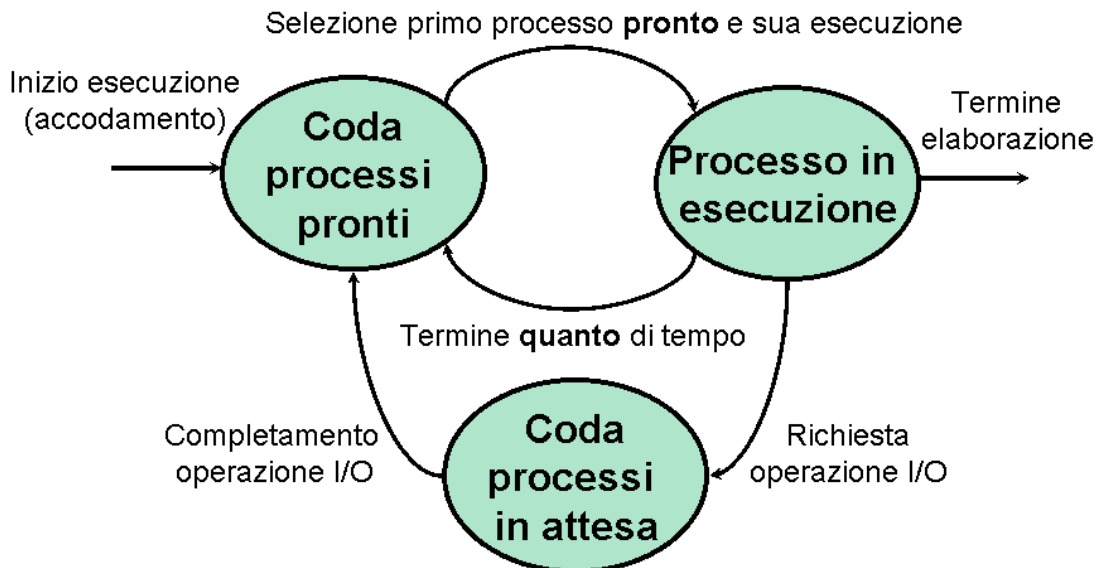 Selezione primo processo pronto e sua esecuzione
Inizio esecuzione
(accodamento)
Coda
processi
pronti
Processo in
esecuzione
Termine
elaborazione
Termine quanto di tempo
Completamento
operazione I/O
Coda
processi
in attesa
Richiesta
operazione I/O